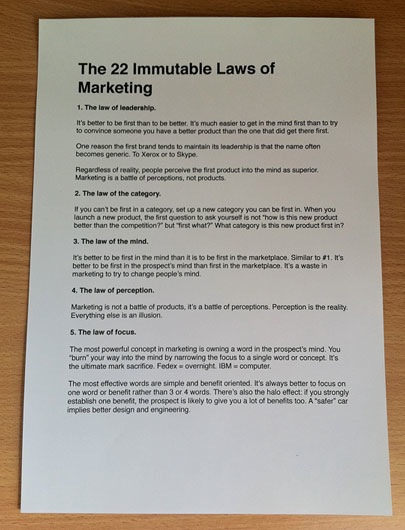 The 22 Immutable Laws of
Marketing
1. The law of leadership.
It's better to be first than to be better. It's much easier to get in the mind first than to try
to convince someone you have a better product than the one that did get there first.
One reason the first brand tends to maintain its leadership is that the name often
becomes generic. To Xerox or to Skype.
Regardless of reality, people perceive the first product into the mind as superior.
Marketing is a battle of perceptions, not products.
2. The law of the category.
If you can't be first in a category, set up a new category you can be first in. When you
launch a new product, the first question to ask yourself is not "how is this new product
better than the competition?" but "first what?" What category is this new product first in?
3. The law of the mind.
It's better to be first in the mind than it is to be first in the marketplace. Similar to #1. It's
better to be first in the prospect's mind than first in the marketplace. It's a waste in
marketing to try to change people's mind.
4. The law of perception.
Marketing is not a battle of products, it's a battle of perceptions. Perception is the reality.
Everything else is an illusion.
5. The law of focus.
The most powerful concept in marketing is owning a word in the prospect's mind. You
"burn" your way into the mind by narrowing the focus to a single word or concept. It's
the ultimate mark sacrifice. Fedex = overnight. IBM = computer.
The most effective words are simple and benefit oriented. It's always better to focus on
one word or benefit rather than 3 or 4 words. There's also the halo effect: if you strongly
establish one benefit, the prospect is likely to give you a lot of benefits too. A "safer" car
implies better design and engineering.